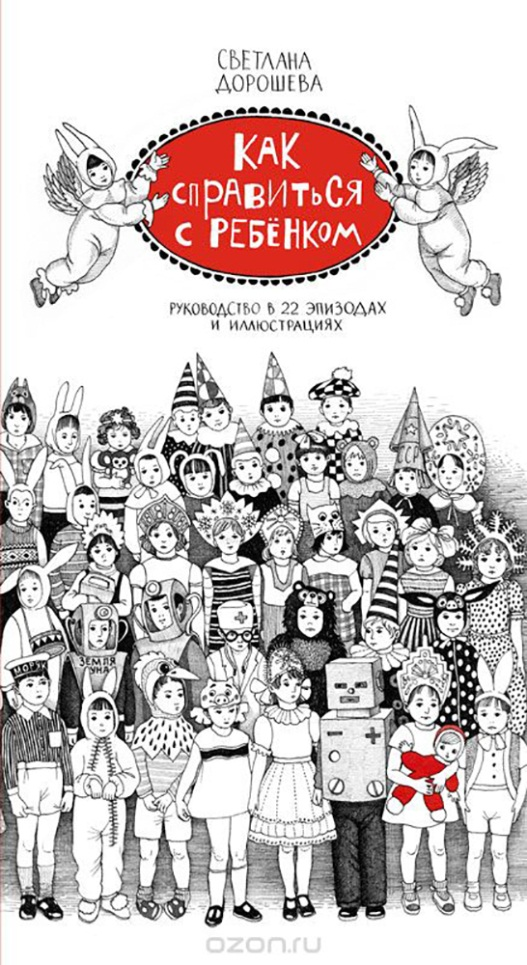 СВЕТЛАНА
ДОРОШЕВА
КАК
СПРАВИТЬСЯ
С РЕБЁНКОМ
РУКОВОДСТВО В 22 ЭПИЗОДАХ
И ИЛЛЮСТРАЦИЯХ
СССР
МОРЯК
ЗЕМЛЯ
ozon.ru